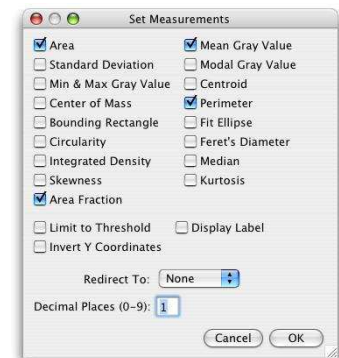 Set Measurements
Area Mean Gray Value
Standard Deviation Modal Gray Value
Min & Max Gray Value Centroid
Center of Mass Perimeter
Bounding Rectangle Fit Ellipse
Circularity Feret's Diameter
Integrated Density Median
Skewness Kurtosis
Area Fraction
Limit to Threshold Display Label
Invert Y Coordinates
Redirect To: None
Decimal Places (0-9): 1
Cancel OK